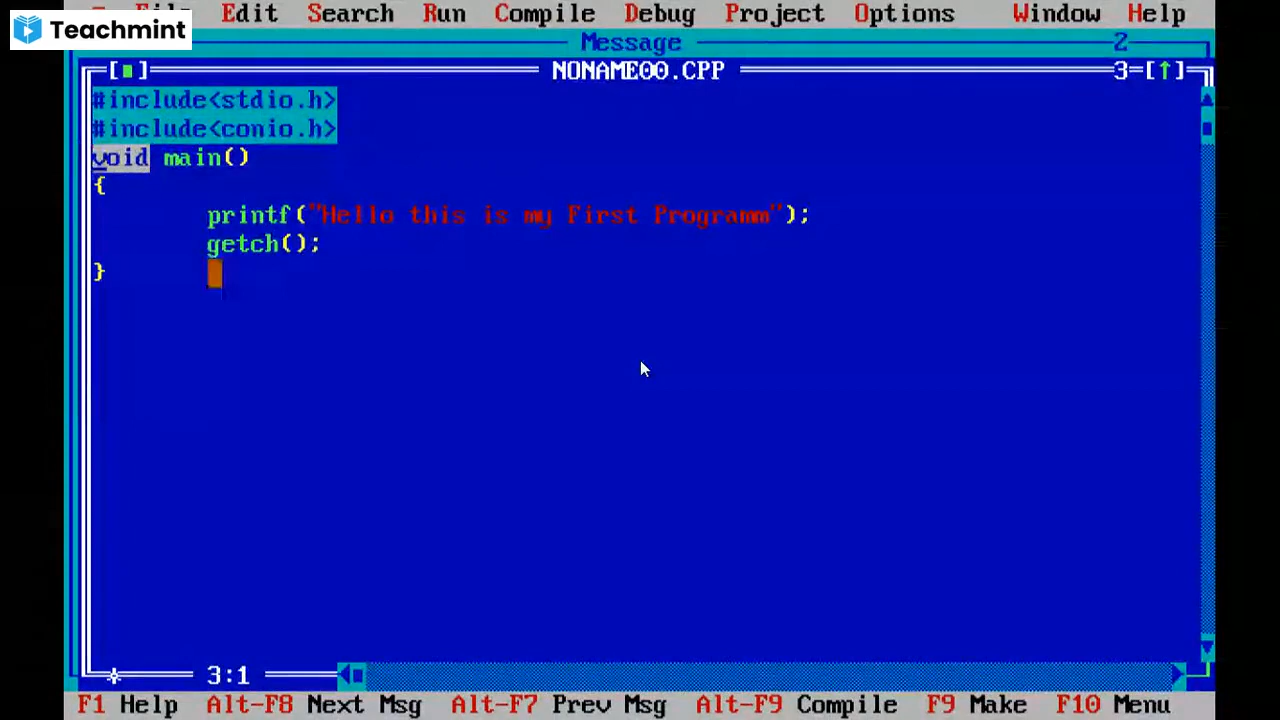 ≡ File Edit Search Run Compile Debug Project Options Window Help
Teachmint
Message 2
[■] NONAME00.CPP 3=[↑]
#include<stdio.h>
#include<conio.h>
void main()
{
printf("Hello this is my First Programm");
getch();
}
* 3:1
F1 Help Alt-F8 Next Msg Alt-F7 Prev Msg Alt-F9 Compile F9 Make F10 Menu